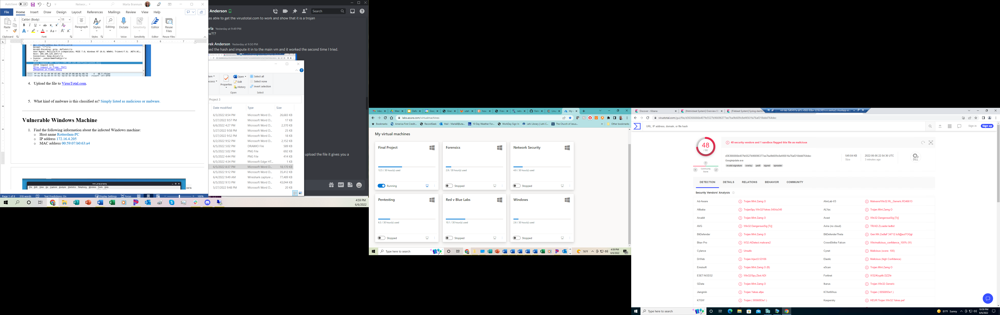 AutoSave Off Networ... Marla Brannum
File Home Insert Draw Design Layout References Mailings Review View Help
Calibri (Body) 11
Paste Paragraph Styles Editing Dictate Sensitivity Editor Reuse Files
Clipboard Font Styles Voice Sensitivity Editor Reuse Files
1 2 3 4 5 6 7
Accept: */*\r\n
Accept-Encoding: gzip, deflate\r\n
User-Agent: Mozilla/4.0 (compatible; MSIE 7.0; Windows NT 10.0; WOW64; Trident/7.0; .NET4.0C;…
Host: 205.185.125.104\r\n
Connection: Keep-Alive\r\n
\r\n
[Full request URI: http://205.185.125.104/files/june11.dll]
[HTTP request 2/2]
[Prev request in frame: 7547]
4. Upload the file to VirusTotal.com.
5. What kind of malware is this classified as? Simply listed as malicious or malware.
Vulnerable Windows Machine
1. Find the following information about the infected Windows machine:
o Host name Rotterdam-PC
o IP address 172.16.4.205
o MAC address 00:59:07:b0:63:a4
new_pcap.pcapng
File Edit View Go Capture Analyze Statistics Telephony Wireless Tools Help
DETA
Page 1 of 8 318 words Text Predictions: On Display Settings Focus 100%
4:59 PM
6/6/2022
Anderson
Search
as able to get the virustotal.com to work and show that it is a trojan
arla Yesterday at 9:49 PM
w?!?
rek Anderson Yesterday at 9:50 PM
sed the hash and impute it in to the main vm and it worked the second time I tried.
upload the file it gives you a
GIF
tem
ccess
Properties
Open
Edit
History
Select all
Select none
Invert selection
Open Select
Project 3
Date modified Type Size
6/3/2022 8:54 PM Microsoft Word D... 26,683 KB
5/27/2022 9:57 PM Microsoft Word D... 17 KB
6/6/2022 4:27 PM Microsoft Word D... 2,370 KB
5/27/2022 9:58 PM Microsoft Word D... 25 KB
5/27/2022 9:52 PM Microsoft Word D... 18 KB
6/2/2022 9:52 PM Microsoft Word D... 2,152 KB
6/5/2022 5:02 PM DRAWIO File 589 KB
6/5/2022 5:02 PM PNG File 692 KB
6/5/2022 4:44 PM PNG File 414 KB
6/5/2022 4:34 PM Microsoft Edge HT... 1 KB
6/5/2022 8:37 PM Microsoft Word D... 18,170 KB
6/5/2022 9:12 PM Microsoft Word D... 35,412 KB
6/4/2022 9:49 AM Wireshark capture ... 77,489 KB
6/5/2022 9:13 PM Microsoft Word D... 43,044 KB
5/27/2022 9:48 PM Microsoft Word D... 20 KB
labs.azure.com/virtualmachines
Bookmarks America First Credit... RecordSeek Mail - MarlaB@uta... 10 Day Weather For... WorkDay Sign In Lehi Library | Lehi C... The Church of Jesus... Other bookmarks
My virtual machines
Final Project Forensics Network Security
12.5 / 30 hour(s) used 2.9 / 30 hour(s) used 4.9 / 30 hour(s) used
Running Stopped Stopped
Pentesting Red v Blue Labs Windows
6.3 / 30 hour(s) used 10.1 / 30 hour(s) used 2.6 / 30 hour(s) used
Stopped Stopped Stopped
Type here to search 76°F 4:59 PM
6/6/2022
Discover - Kibana [Metricbeat System] Overview E [Filebeat System] Syslog dashb
virustotal.com/gui/file/d36366666b407fe5527b96696377ee7ba9b609c8ef4561fa76af218ddd764dec
URL, IP address, domain, or file hash Sign in Sign up
48
/ 66
48 security vendors and 1 sandbox flagged this file as malicious
d36366666b407fe5527b96696377ee7ba9b609c8ef4561fa76af218ddd764dec
Googleipdate.exe
549.84 KB
Size
2022-06-06 22:54:36 UTC
3 minutes ago
DLL
invalid-signature overlay pedll signed spreader
Community
Score
DETECTION DETAILS RELATIONS BEHAVIOR COMMUNITY
Security Vendors' Analysis
Ad-Aware Trojan.Mint.Zamg.O AhnLab-V3 Malware/Win32.RL_Generic.R346613
Alibaba TrojanSpy:Win32/Yakes.0454a340 ALYac Trojan.Mint.Zamg.O
Arcabit Trojan.Mint.Zamg.O Avast Win32:DangerousSig [Trj]
AVG Win32:DangerousSig [Trj] Avira (no cloud) TR/AD.ZLoader.ladbd
BitDefender Trojan.Mint.Zamg.O BitDefenderTheta Gen:NN.ZedlaF.34712.lu9@aul7OQgi
Bkav Pro W32.AIDetect.malware2 CrowdStrike Falcon Win/malicious_confidence_100% (W)
Cylance Unsafe Cynet Malicious (score: 100)
DrWeb Trojan.Inject3.53106 Elastic Malicious (high Confidence)
Emsisoft Trojan.Mint.Zamg.O (B) eScan Trojan.Mint.Zamg.O
ESET-NOD32 Win32/Spy.Zbot.ADI Fortinet W32/Kryptik.DZZ!tr
GData Trojan.Mint.Zamg.O Ikarus Trojan.Win32.Generic
Jiangmin Trojan.Yakes.afpe K7AntiVirus Trojan ( 0056893e1 )
K7GW Trojan ( 0056893e1 ) Kaspersky HEUR:Trojan.Win32.Yakes.pef
Type here to search 81°F Sunny 10:59 PM
6/6/2022